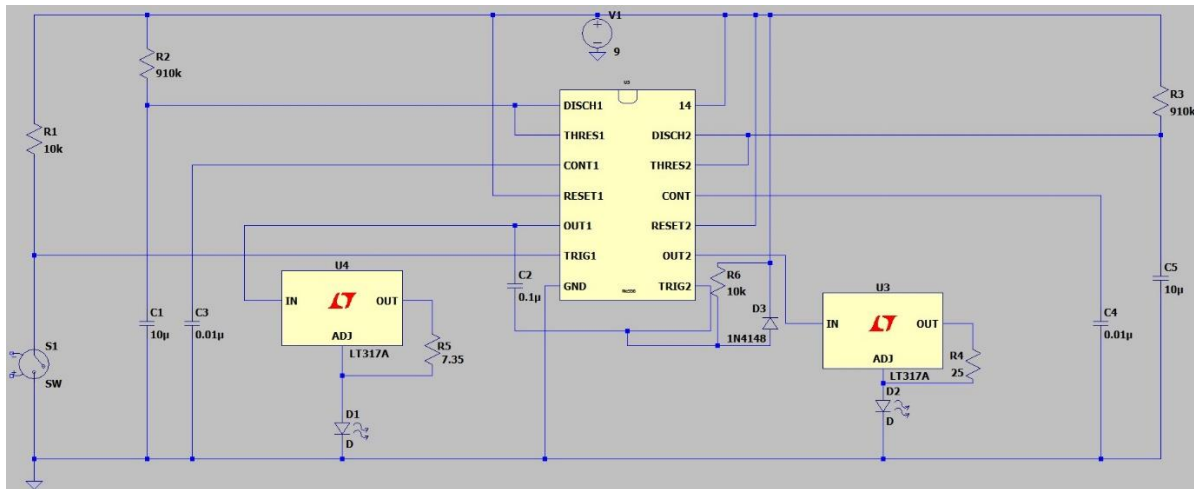 V1
9
R2
910k
R3
910k
R1
10k
U5
DISCH1
14
THRES1
DISCH2
CONT1
THRES2
RESET1
CONT
OUT1
RESET2
TRIG1
OUT2
GND
TRIG2
C2
0.1µ
R6
10k
D3
1N4148
U4
IN
OUT
ADJ
LT317A
R5
7.35
C1
10µ
C3
0.01µ
S1
SW
D1
D
U3
IN
OUT
ADJ
LT317A
R4
25
D2
D
C5
10µ
C4
0.01µ